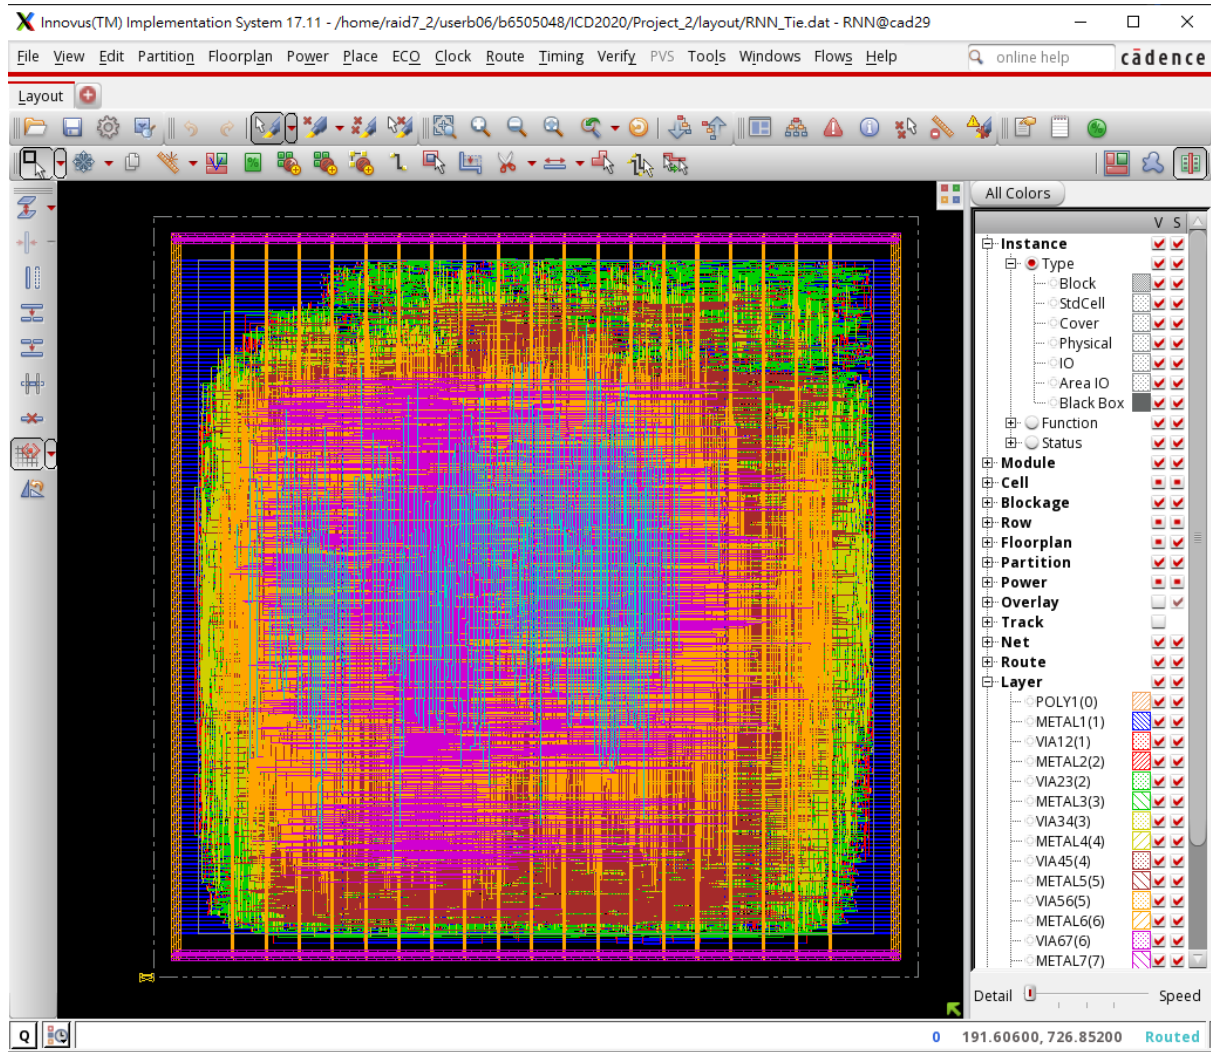 Innovus(TM) Implementation System 17.11 - /home/raid7_2/userb06/b6505048/ICD2020/Project_2/layout/RNN_Tie.dat - RNN@cad29
File View Edit Partition Floorplan Power Place ECO Clock Route Timing Verify PVS Tools Windows Flows Help online help cādence
Layout
All Colors
V S
Instance
Type
Block
StdCell
Cover
Physical
IO
Area IO
Black Box
Function
Status
Module
Cell
Blockage
Row
Floorplan
Partition
Power
Overlay
Track
Net
Route
Layer
POLY1(0)
METAL1(1)
VIA12(1)
METAL2(2)
VIA23(2)
METAL3(3)
VIA34(3)
METAL4(4)
VIA45(4)
METAL5(5)
VIA56(5)
METAL6(6)
VIA67(6)
METAL7(7)
Detail Speed
Q 0 191.60600, 726.85200 Routed